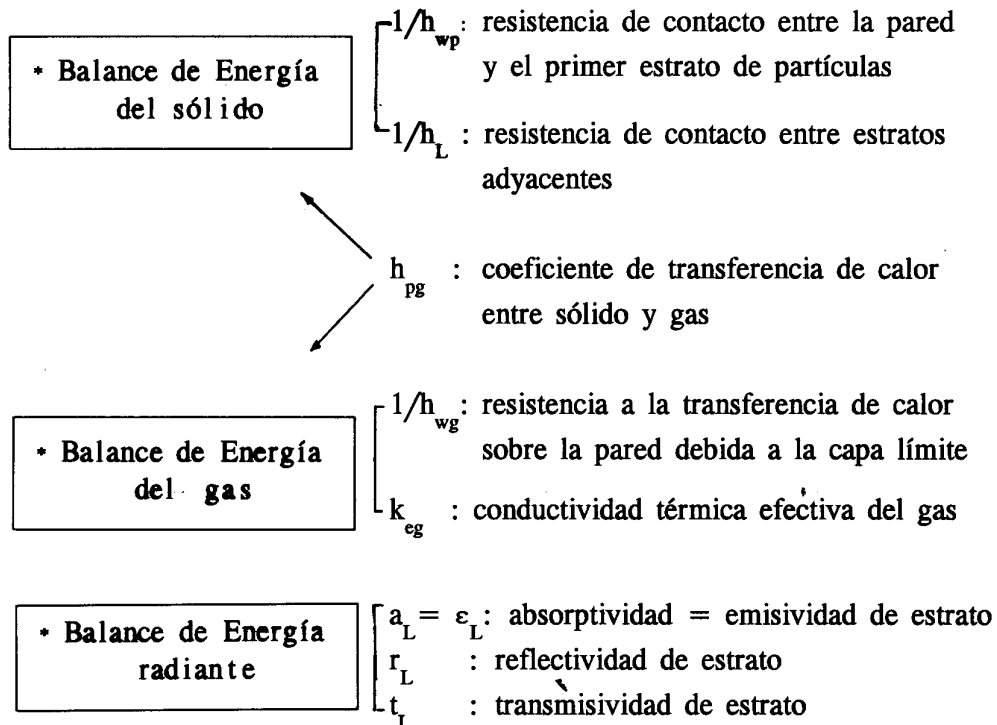 1/h_wp: resistencia de contacto entre la pared
y el primer estrato de partículas
* Balance de Energía
del sólido
1/h_L : resistencia de contacto entre estratos
adyacentes
h_pg : coeficiente de transferencia de calor
entre sólido y gas
1/h_wg: resistencia a la transferencia de calor
sobre la pared debida a la capa límite
* Balance de Energía
del gas
k_eg : conductividad térmica efectiva del gas
* Balance de Energía
radiante
a_L = ε_L: absorptividad = emisividad de estrato
r_L : reflectividad de estrato
t_L : transmisividad de estrato